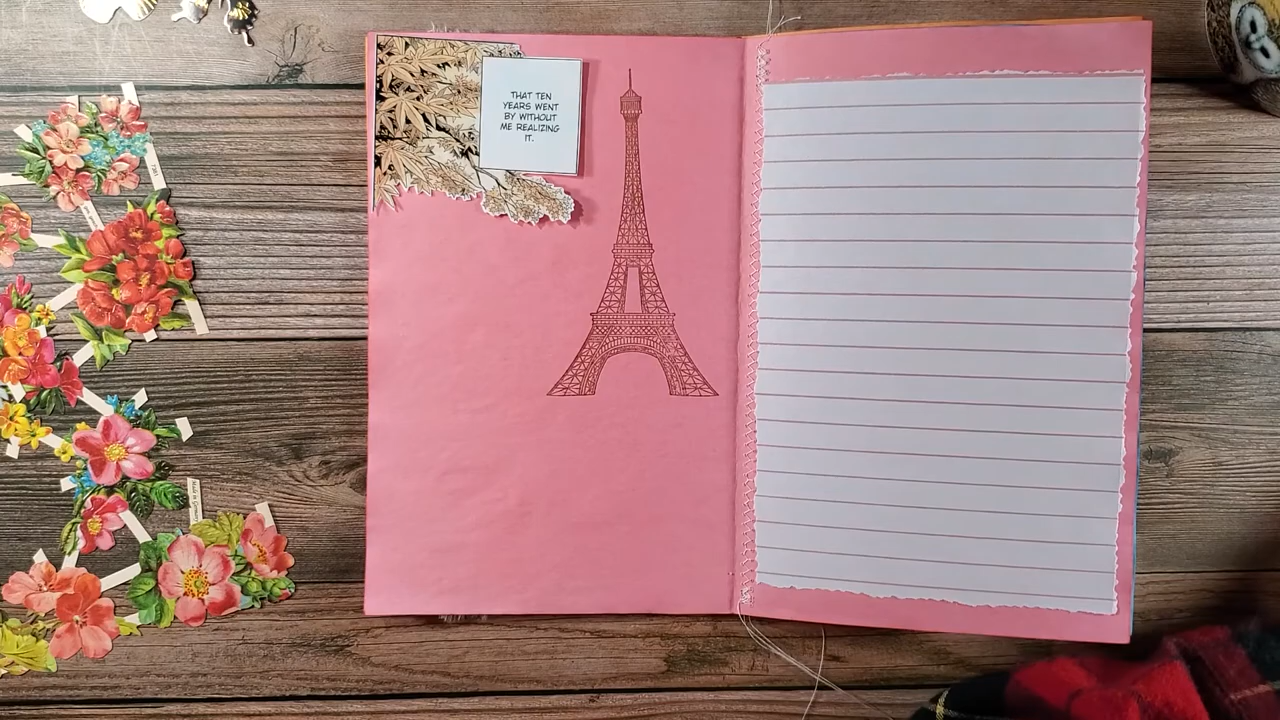 THAT TEN
YEARS WENT
BY WITHOUT
ME REALIZING
IT.